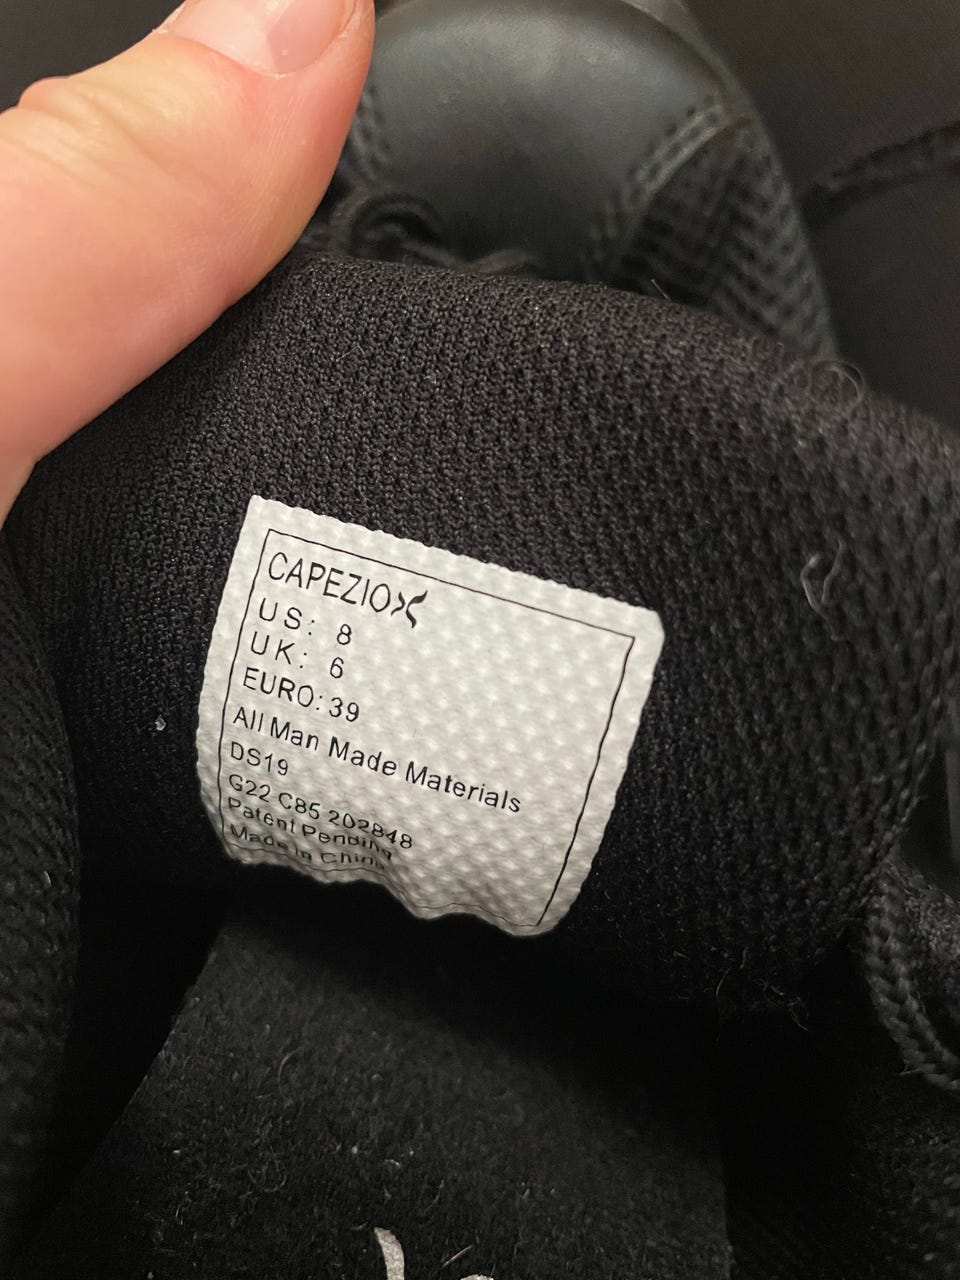 CAPEZIO
US: 8
UK: 6
EURO: 39
All Man Made Materials
DS19
G22 C85 202848
Patent Pending
Made in China